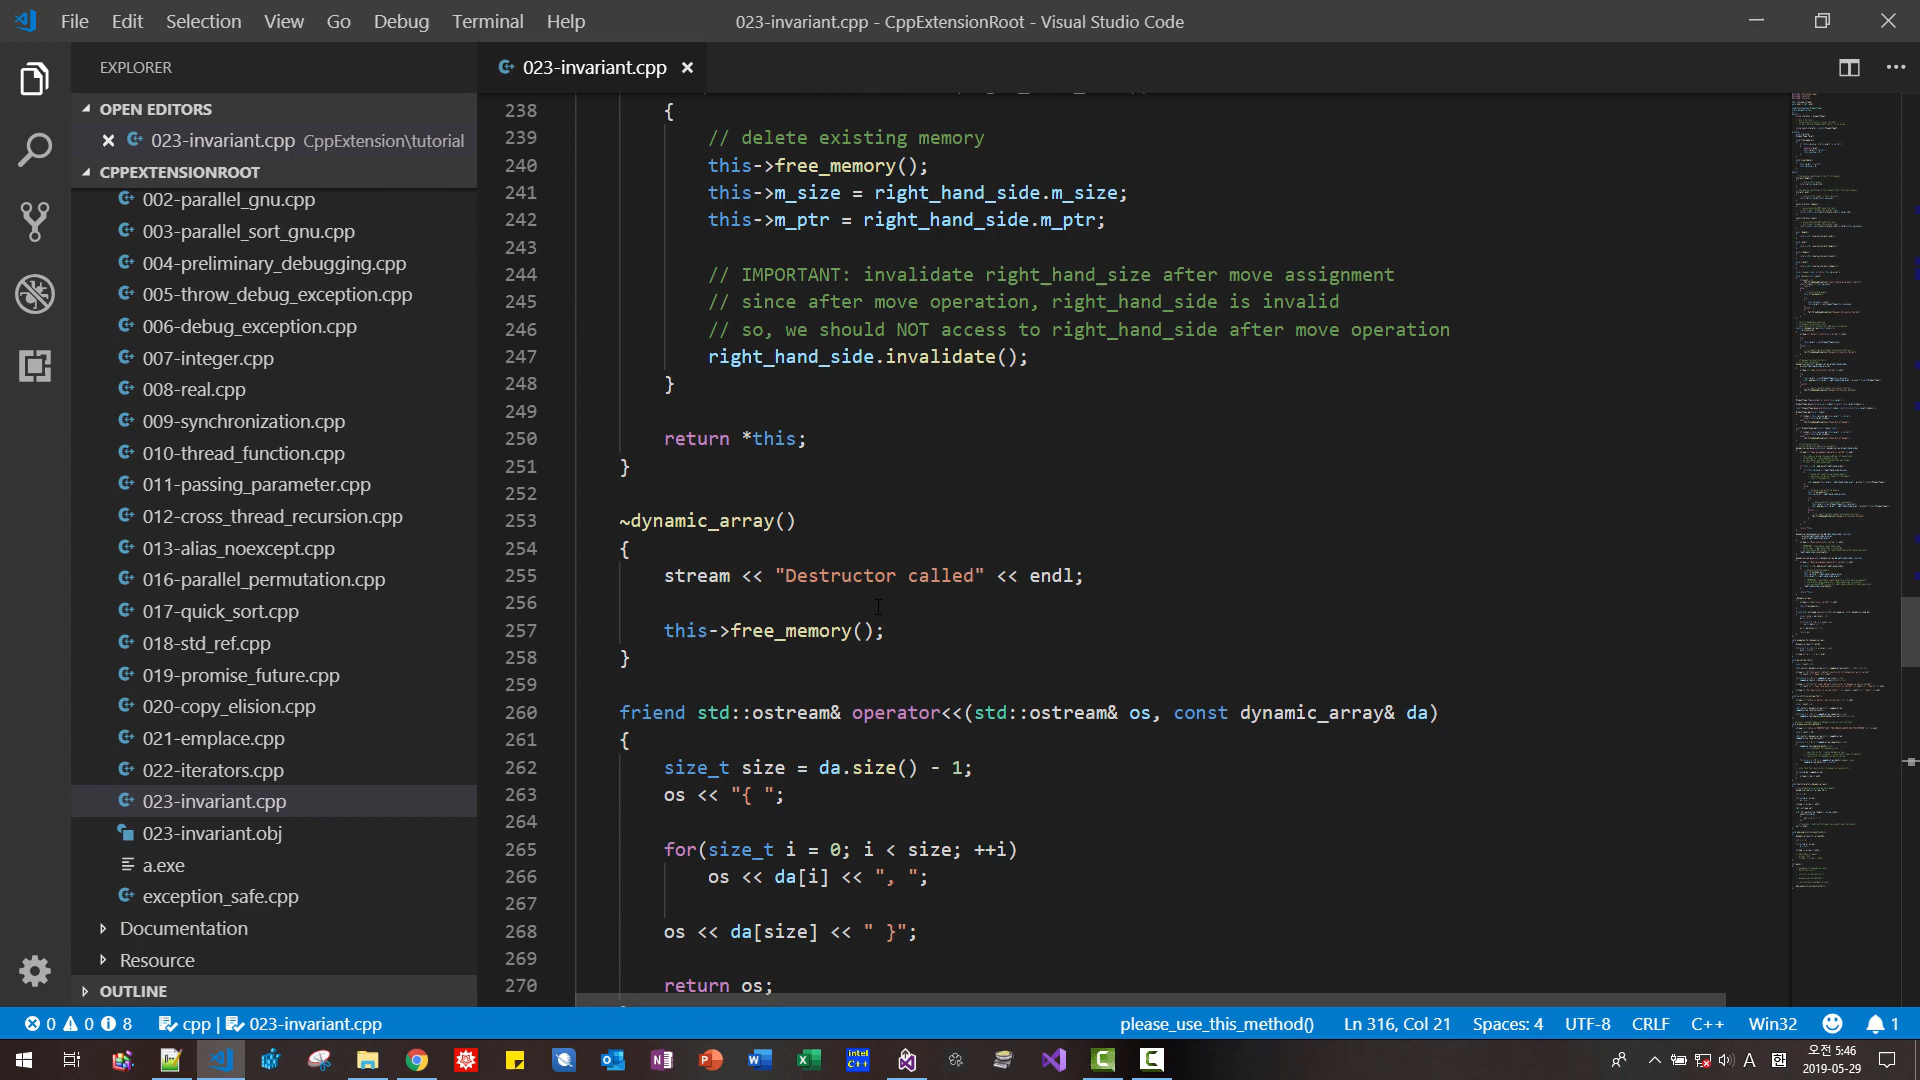 File Edit Selection View Go Debug Terminal Help
023-invariant.cpp - CppExtensionRoot - Visual Studio Code
EXPLORER
OPEN EDITORS
023-invariant.cpp CppExtension\tutorial
CPPEXTENSIONROOT
002-parallel_gnu.cpp
003-parallel_sort_gnu.cpp
004-preliminary_debugging.cpp
005-throw_debug_exception.cpp
006-debug_exception.cpp
007-integer.cpp
008-real.cpp
009-synchronization.cpp
010-thread_function.cpp
011-passing_parameter.cpp
012-cross_thread_recursion.cpp
013-alias_noexcept.cpp
016-parallel_permutation.cpp
017-quick_sort.cpp
018-std_ref.cpp
019-promise_future.cpp
020-copy_elision.cpp
021-emplace.cpp
022-iterators.cpp
023-invariant.cpp
023-invariant.obj
a.exe
exception_safe.cpp
Documentation
Resource
OUTLINE
023-invariant.cpp
238 {
239 // delete existing memory
240 this->free_memory();
241 this->m_size = right_hand_side.m_size;
242 this->m_ptr = right_hand_side.m_ptr;
243
244 // IMPORTANT: invalidate right_hand_size after move assignment
245 // since after move operation, right_hand_side is invalid
246 // so, we should NOT access to right_hand_side after move operation
247 right_hand_side.invalidate();
248 }
249
250 return *this;
251 }
252
253 ~dynamic_array()
254 {
255 stream << "Destructor called" << endl;
256
257 this->free_memory();
258 }
259
260 friend std::ostream& operator<<(std::ostream& os, const dynamic_array& da)
261 {
262 size_t size = da.size() - 1;
263 os << "{ ";
264
265 for(size_t i = 0; i < size; ++i)
266 os << da[i] << ", ";
267
268 os << da[size] << " }";
269
270 return os;
0 0 8 cpp | 023-invariant.cpp
please_use_this_method() Ln 316, Col 21 Spaces: 4 UTF-8 CRLF C++ Win32 1
intel C++
A
오전 5:46
2019-05-29